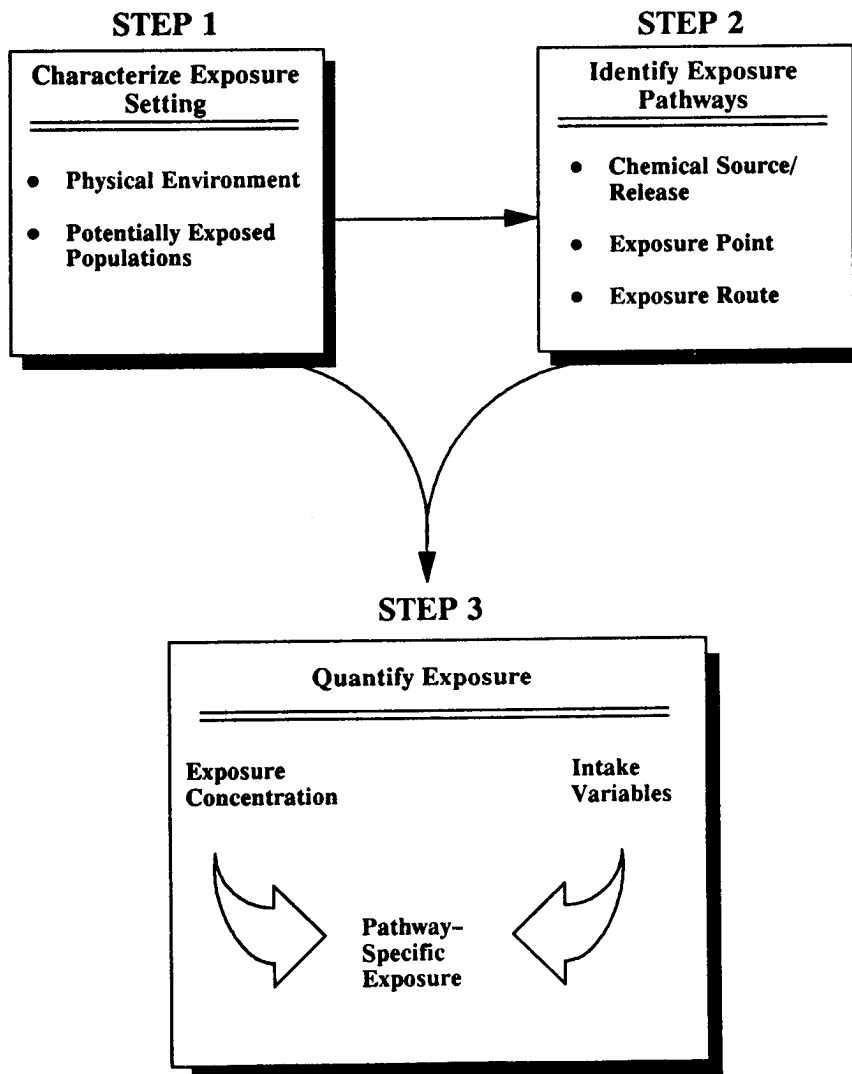 STEP 1
Characterize Exposure
Setting
● Physical Environment
● Potentially Exposed
Populations
STEP 2
Identify Exposure
Pathways
● Chemical Source/
Release
● Exposure Point
● Exposure Route
STEP 3
Quantify Exposure
Exposure
Concentration
Intake
Variables
Pathway–
Specific
Exposure